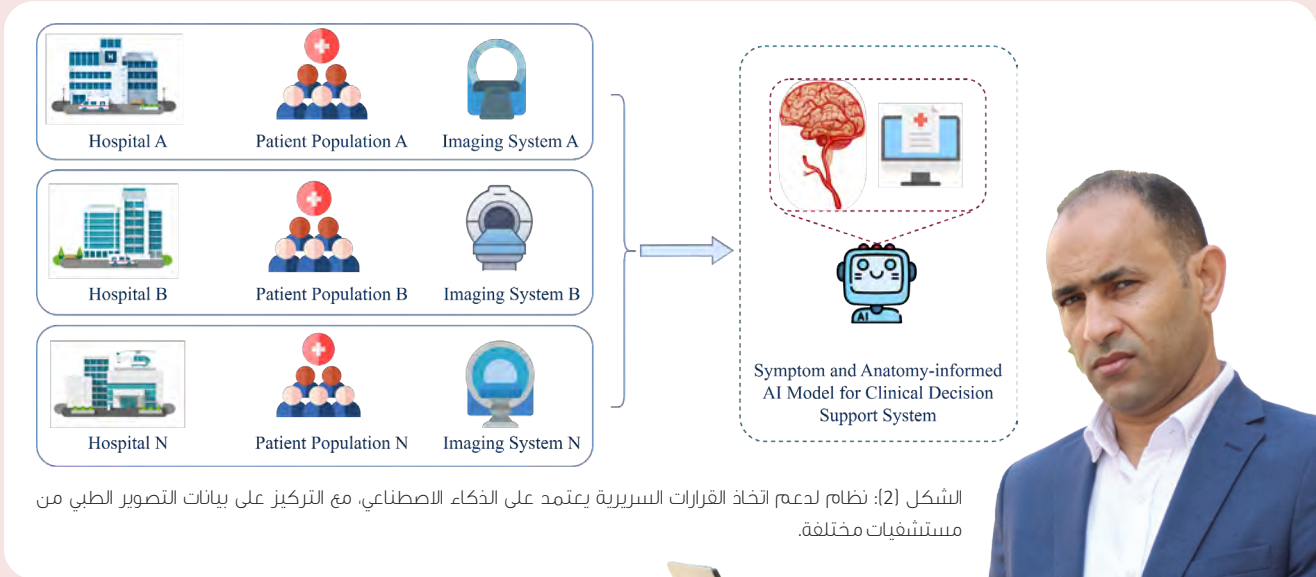 Hospital A
Patient Population A
Imaging System A
Hospital B
Patient Population B
Imaging System B
Hospital N
Patient Population N
Imaging System N
Symptom and Anatomy-informed
AI Model for Clinical Decision
Support System
AI
H
الشكل (2): نظام لدعم اتخاذ القرارات السريرية يعتمد على الذكاء الاصطناعي، مع التركيز على بيانات التصوير الطبي من
مستشفيات مختلفة.